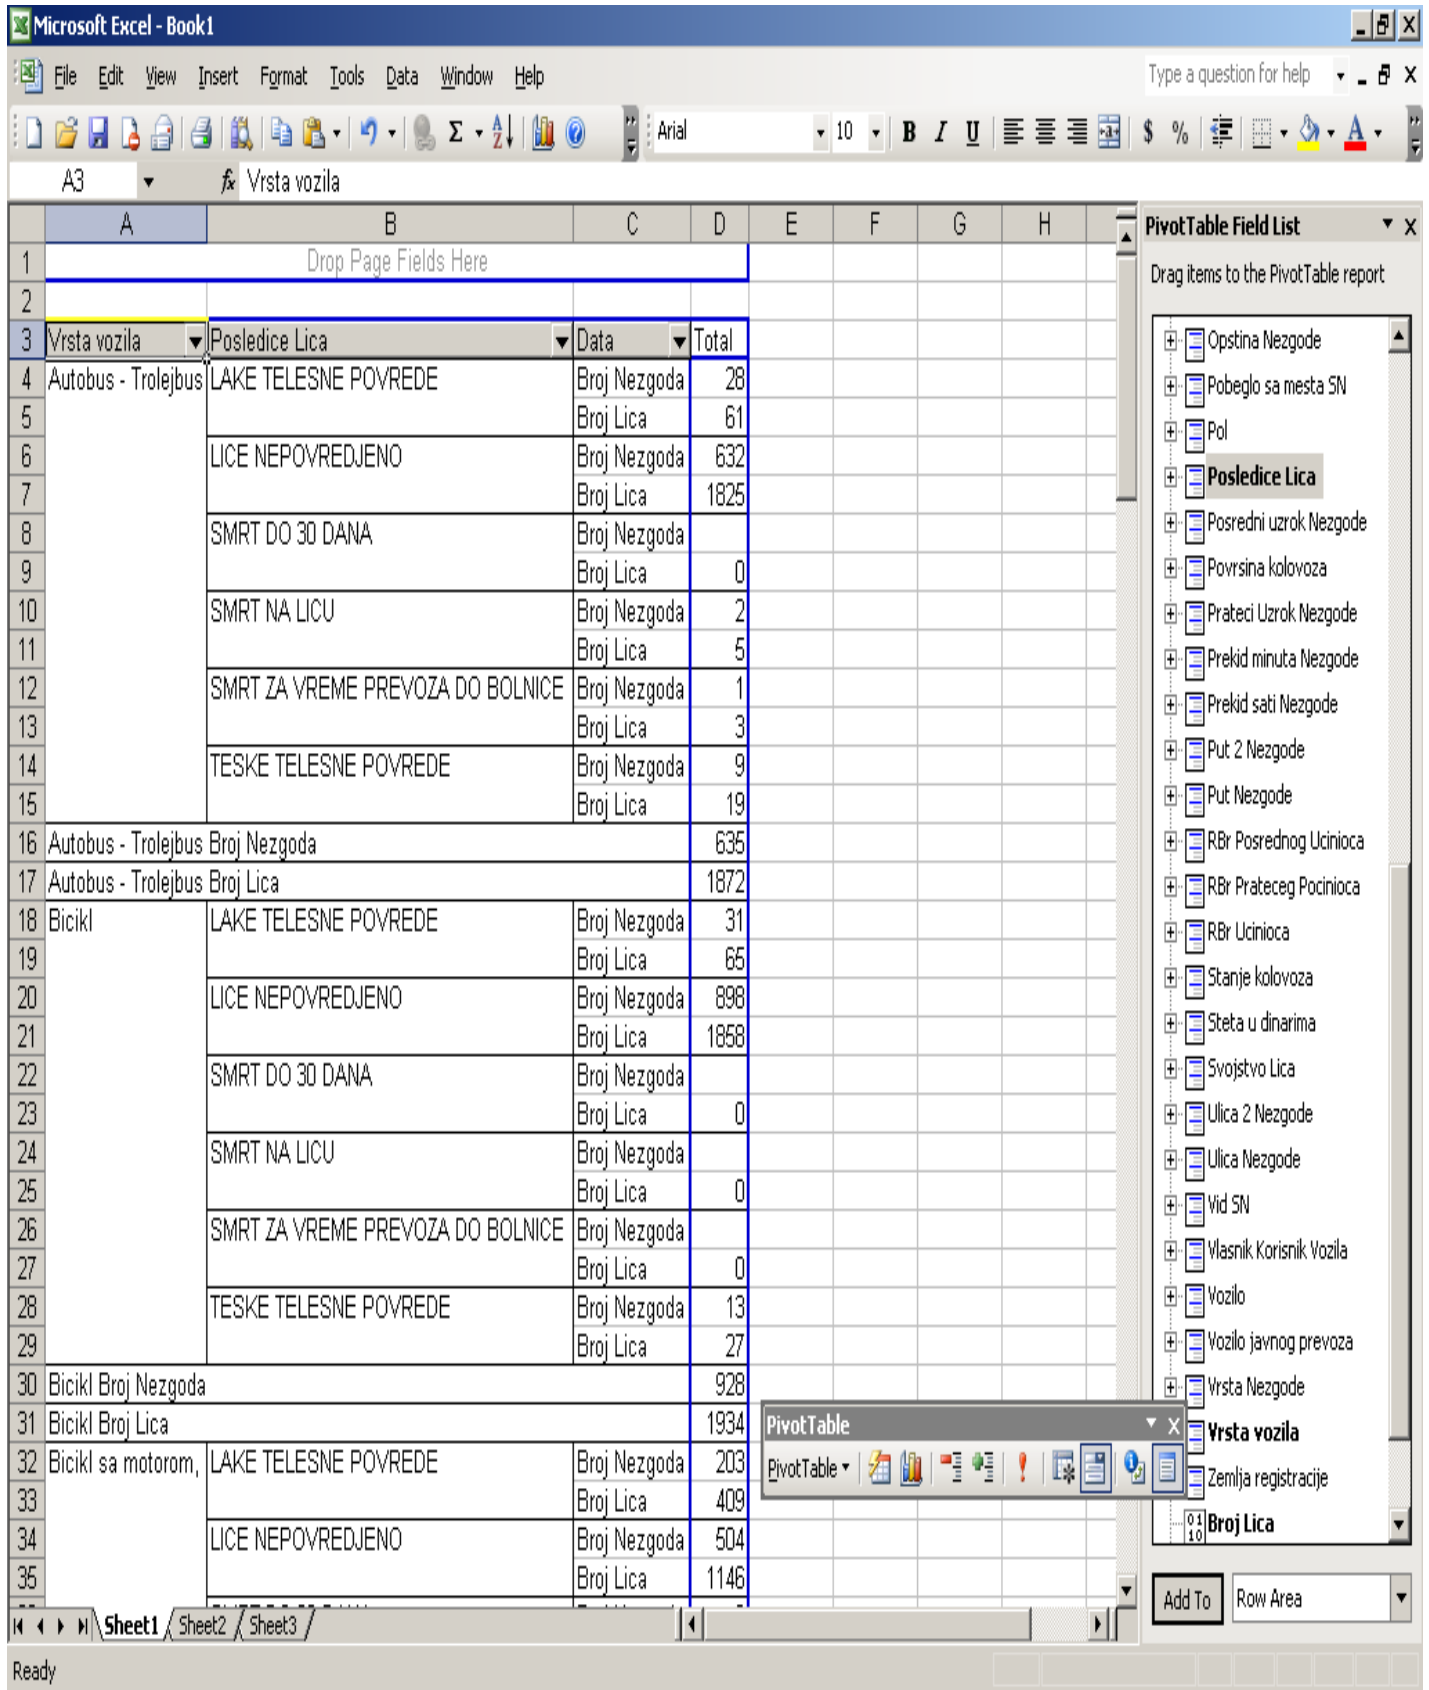 Microsoft Excel - Book1
File Edit View Insert Format Tools Data Window Help
Type a question for help
Arial 10 B I U $ %
A3 fx Vrsta vozila
A B C D E F G H
1 Drop Page Fields Here
2
3 Vrsta vozila Posledice Lica Data Total
4 Autobus - Trolejbus LAKE TELESNE POVREDE Broj Nezgoda 28
5 Broj Lica 61
6 LICE NEPOVREDJENO Broj Nezgoda 632
7 Broj Lica 1825
8 SMRT DO 30 DANA Broj Nezgoda
9 Broj Lica 0
10 SMRT NA LICU Broj Nezgoda 2
11 Broj Lica 5
12 SMRT ZA VREME PREVOZA DO BOLNICE Broj Nezgoda 1
13 Broj Lica 3
14 TESKE TELESNE POVREDE Broj Nezgoda 9
15 Broj Lica 19
16 Autobus - Trolejbus Broj Nezgoda 635
17 Autobus - Trolejbus Broj Lica 1872
18 Bicikl LAKE TELESNE POVREDE Broj Nezgoda 31
19 Broj Lica 65
20 LICE NEPOVREDJENO Broj Nezgoda 898
21 Broj Lica 1858
22 SMRT DO 30 DANA Broj Nezgoda
23 Broj Lica 0
24 SMRT NA LICU Broj Nezgoda
25 Broj Lica 0
26 SMRT ZA VREME PREVOZA DO BOLNICE Broj Nezgoda
27 Broj Lica 0
28 TESKE TELESNE POVREDE Broj Nezgoda 13
29 Broj Lica 27
30 Bicikl Broj Nezgoda 928
31 Bicikl Broj Lica 1934
32 Bicikl sa motorom, LAKE TELESNE POVREDE Broj Nezgoda 203
33 Broj Lica 409
34 LICE NEPOVREDJENO Broj Nezgoda 504
35 Broj Lica 1146
Sheet1 Sheet2 Sheet3
Ready
PivotTable
PivotTable
PivotTable Field List
Drag items to the PivotTable report
Opstina Nezgode
Pobeglo sa mesta SN
Pol
Posledice Lica
Posredni uzrok Nezgode
Povrsina kolovoza
Prateci Uzrok Nezgode
Prekid minuta Nezgode
Prekid sati Nezgode
Put 2 Nezgode
Put Nezgode
RBr Posrednog Ucinioca
RBr Prateceg Pocinioca
RBr Ucinioca
Stanje kolovoza
Steta u dinarima
Svojstvo Lica
Ulica 2 Nezgode
Ulica Nezgode
Vid SN
Vlasnik Korisnik Vozila
Vozilo
Vozilo javnog prevoza
Vrsta Nezgode
Vrsta vozila
Zemlja registracije
Broj Lica
Add To Row Area